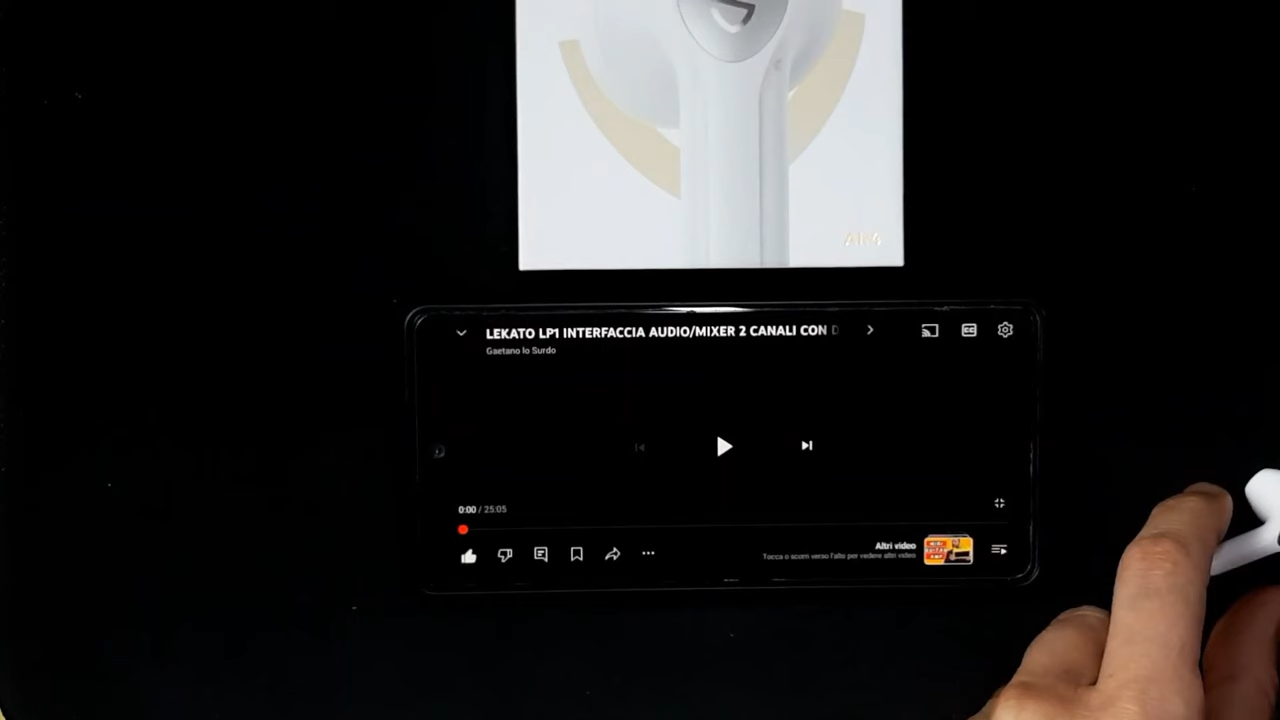 LEKATO LP1 INTERFACCIA AUDIO/MIXER 2 CANALI CON D
Gaetano lo Surdo
CC
0:00 / 25:05
Altri video
Tocca o scorri verso l'alto per vedere altri video